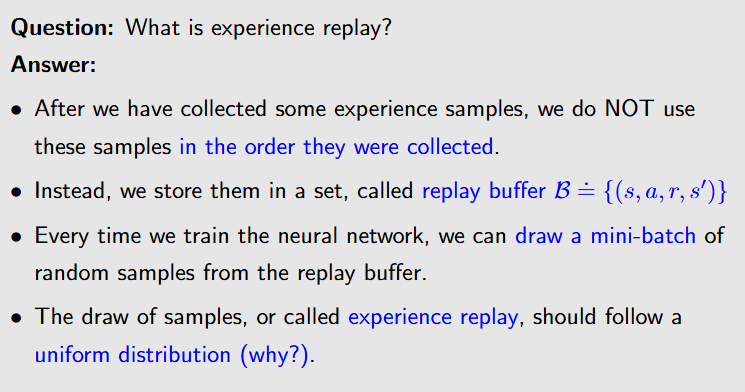 Question: What is experience replay?
Answer:
• After we have collected some experience samples, we do NOT use
these samples in the order they were collected.
• Instead, we store them in a set, called replay buffer ℬ ≐ {(s, a, r, s′)}
• Every time we train the neural network, we can draw a mini-batch of
random samples from the replay buffer.
• The draw of samples, or called experience replay, should follow a
uniform distribution (why?).